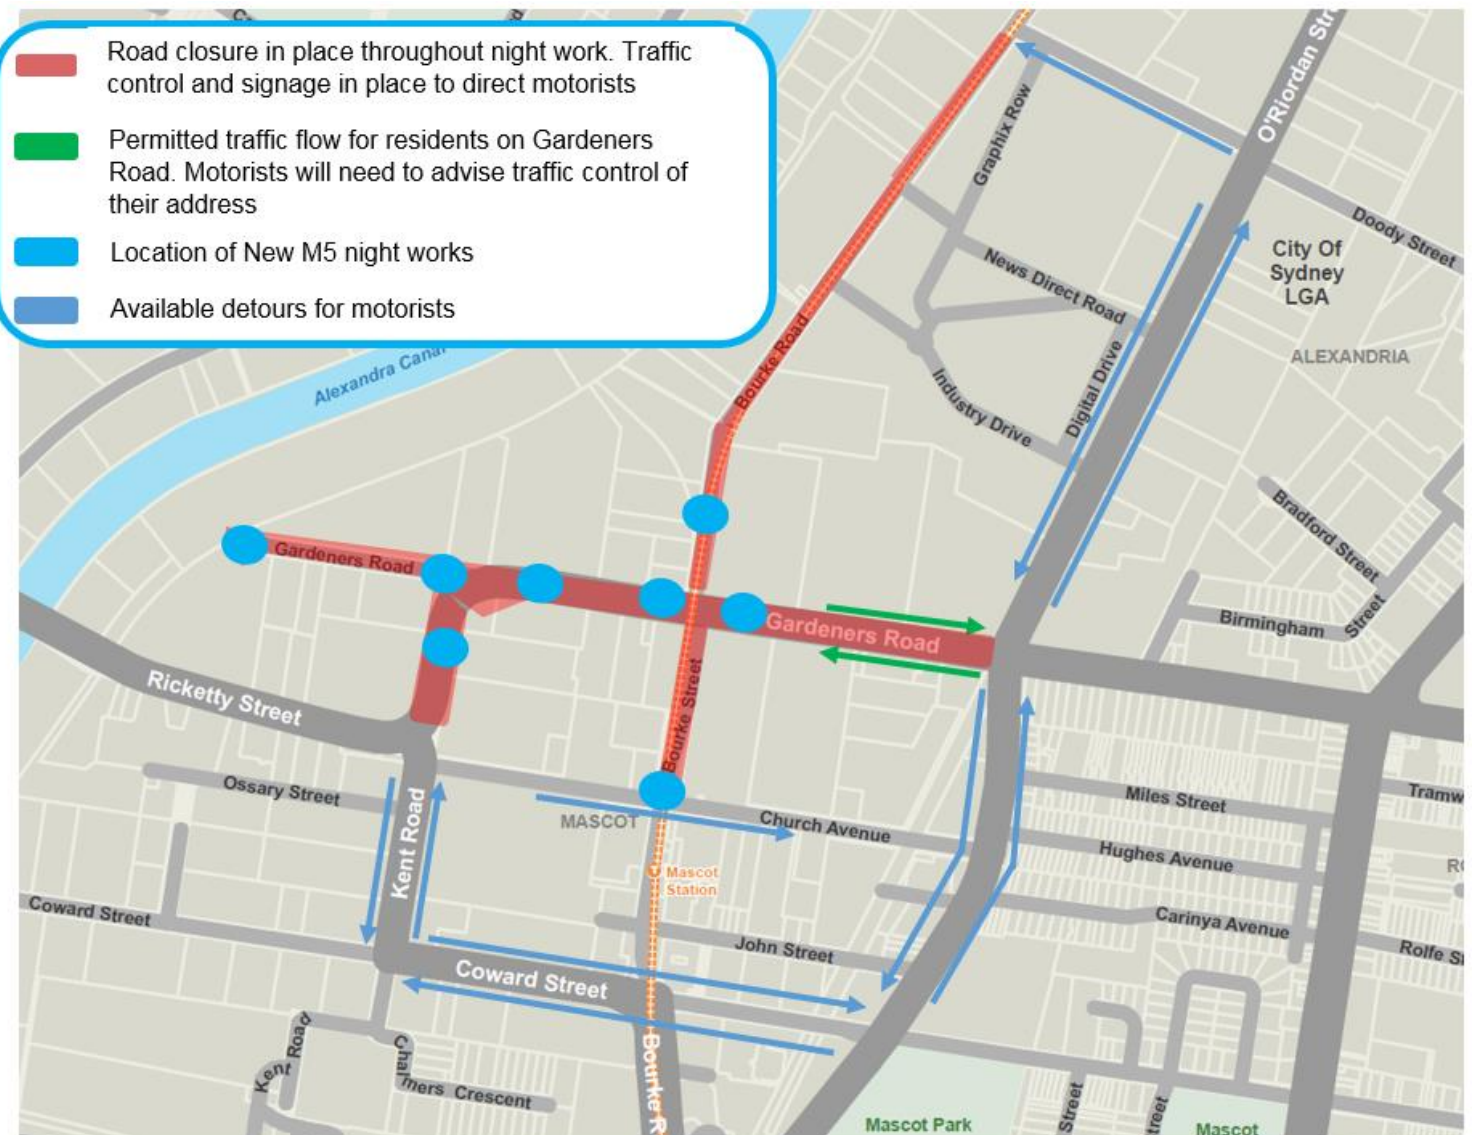 Road closure in place throughout night work. Traffic
control and signage in place to direct motorists
Permitted traffic flow for residents on Gardeners
Road. Motorists will need to advise traffic control of
their address
Location of New M5 night works
Available detours for motorists
O'Riordan Str
Graphix Row
Doody Street
City Of
Sydney
LGA
News Direct Road
ALEXANDRIA
Alexandra Canal
Bourke Road
Digital Drive
Industry Drive
Bradford Street
Gardeners Road
Birmingham
Street
Gardeners Road
Bourke Street
Ricketty Street
Ossary Street
Miles Street
Tramw
MASCOT
Church Avenue
Kent Road
Hughes Avenue
Mascot
Station
Coward Street
Carinya Avenue
John Street
Rolfe S
Coward Street
Kent Road
Chalmers Crescent
Bourke R
Street
treet
Mascot Park
Mascot